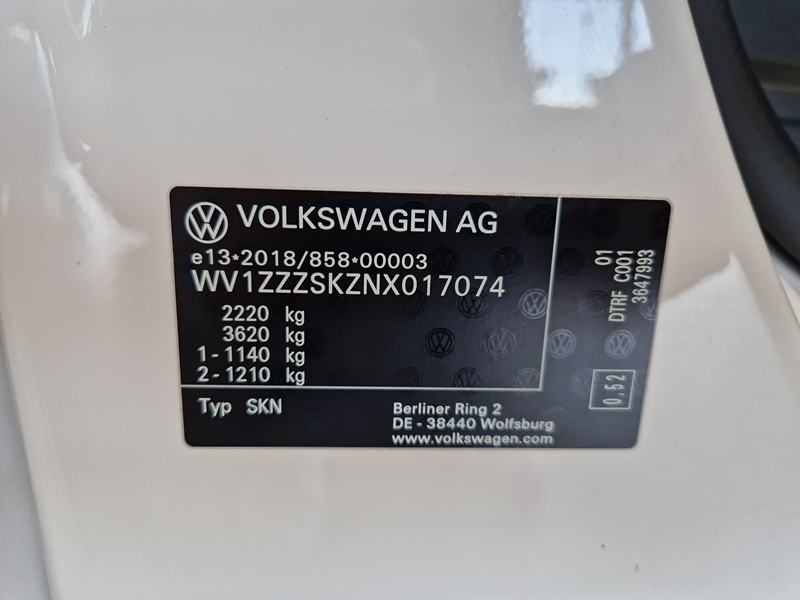 VOLKSWAGEN AG
e13*2018/858*00003
WV1ZZZSKZNX017074
2220 kg
3620 kg
1 - 1140 kg
2 - 1210 kg
Typ SKN
Berliner Ring 2
DE - 38440 Wolfsburg
www.volkswagen.com
01
DTRF C001
3647993
0,52